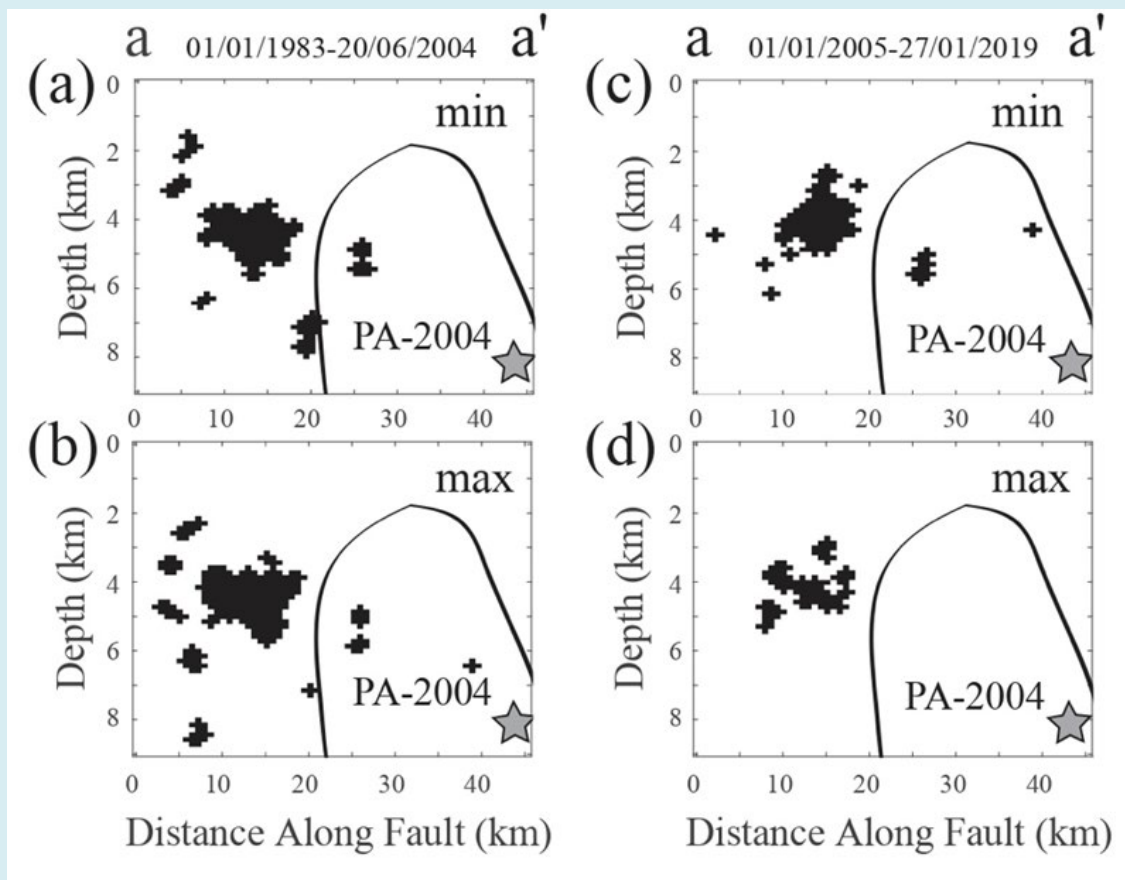 a 01/01/1983-20/06/2004 a'
(a)
min
0
2
4
6
8
Depth (km)
PA-2004
0 10 20 30 40
(b)
max
0
2
4
6
8
Depth (km)
PA-2004
0 10 20 30 40
Distance Along Fault (km)
a 01/01/2005-27/01/2019 a'
(c)
min
0
2
4
6
8
Depth (km)
PA-2004
0 10 20 30 40
(d)
max
0
2
4
6
8
Depth (km)
PA-2004
0 10 20 30 40
Distance Along Fault (km)